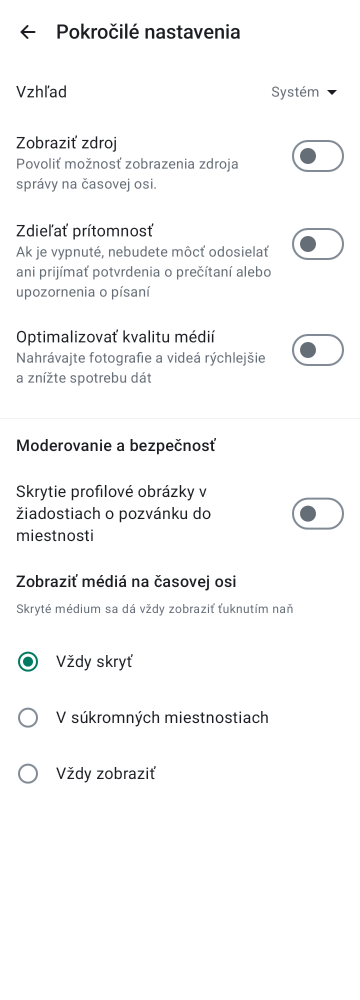 Pokročilé nastavenia
Vzhľad
Systém
Zobraziť zdroj
Povoliť možnosť zobrazenia zdroja
správy na časovej osi.
Zdieľať prítomnosť
Ak je vypnuté, nebudete môcť odosielať
ani prijímať potvrdenia o prečítaní alebo
upozornenia o písaní
Optimalizovať kvalitu médií
Nahrávajte fotografie a videá rýchlejšie
a znížte spotrebu dát
Moderovanie a bezpečnosť
Skrytie profilové obrázky v
žiadostiach o pozvánku do
miestnosti
Zobraziť médiá na časovej osi
Skryté médium sa dá vždy zobraziť ťuknutím naň
Vždy skryť
V súkromných miestnostiach
Vždy zobraziť